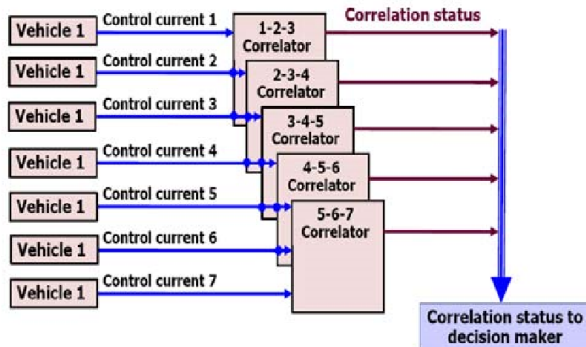 Vehicle 1
Control current 1
1-2-3
Correlator
Correlation status
Vehicle 1
Control current 2
2-3-4
Correlator
Vehicle 1
Control current 3
3-4-5
Correlator
Vehicle 1
Control current 4
4-5-6
Correlator
Vehicle 1
Control current 5
5-6-7
Correlator
Vehicle 1
Control current 6
Vehicle 1
Control current 7
Correlation status to
decision maker